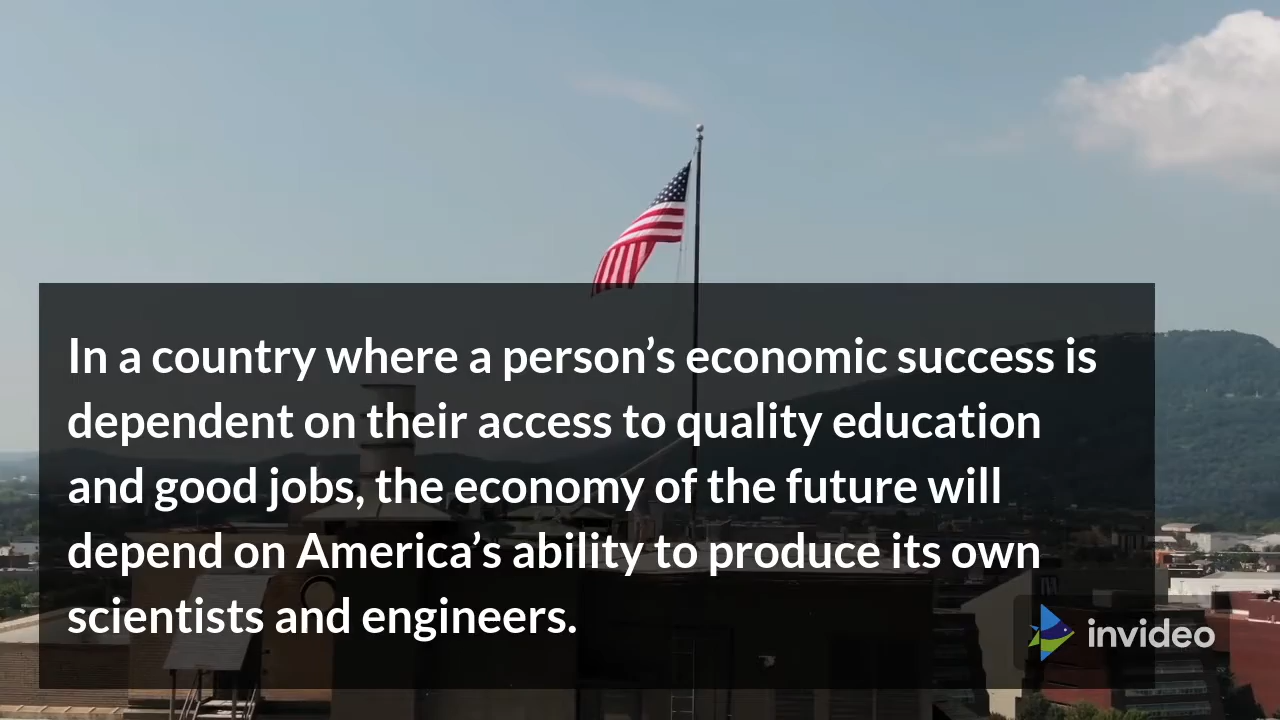 In a country where a person’s economic success is
dependent on their access to quality education
and good jobs, the economy of the future will
depend on America’s ability to produce its own
scientists and engineers.
invideo